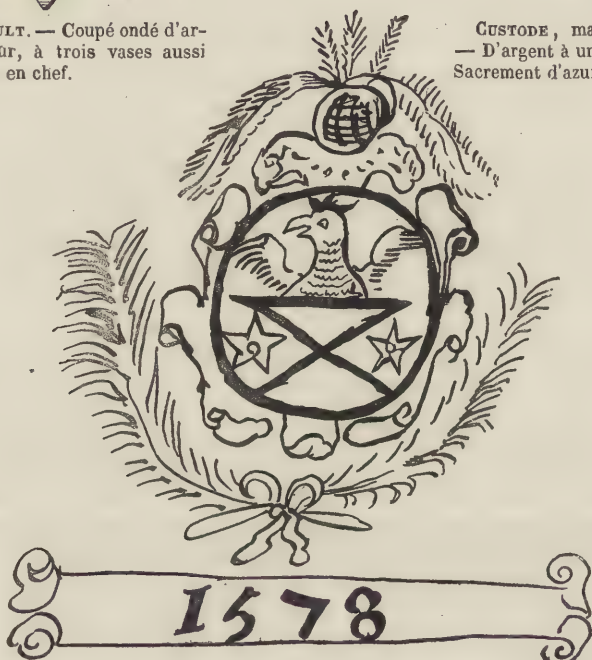 ULT. — Coupé ondé d'ar-
ur, à trois vases aussi
en chef.
CUSTODE, ma
— D'argent à un
Sacrement d'azur
1578